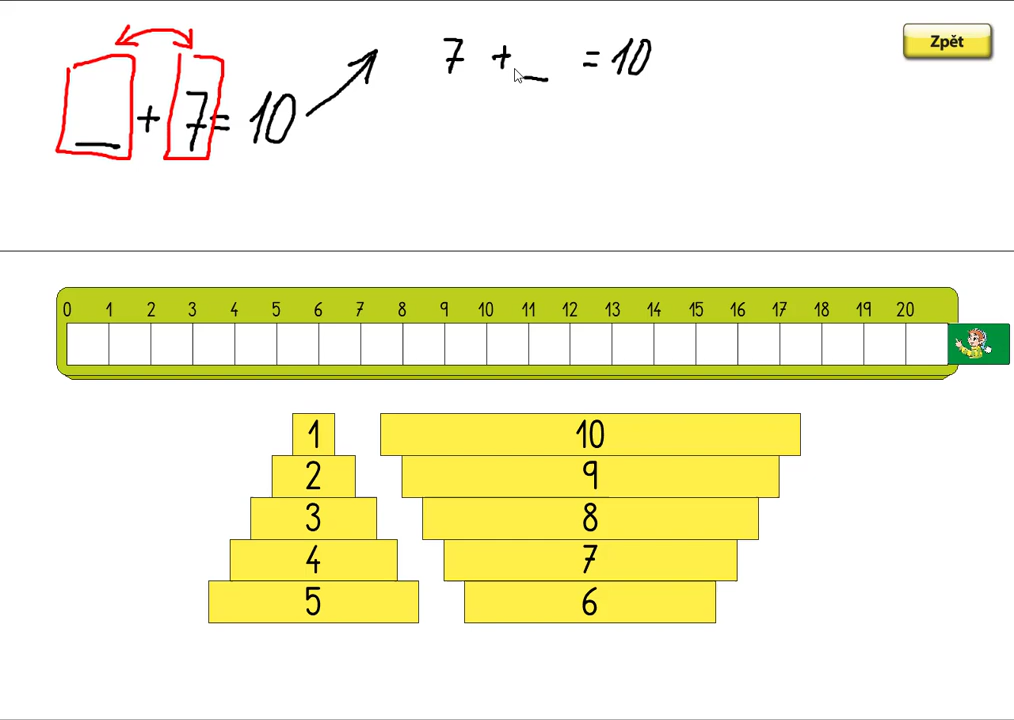 7 + _ = 10
Zpět
_ + 7 = 10
0 1 2 3 4 5 6 7 8 9 10 11 12 13 14 15 16 17 18 19 20
1 10
2 9
3 8
4 7
5 6